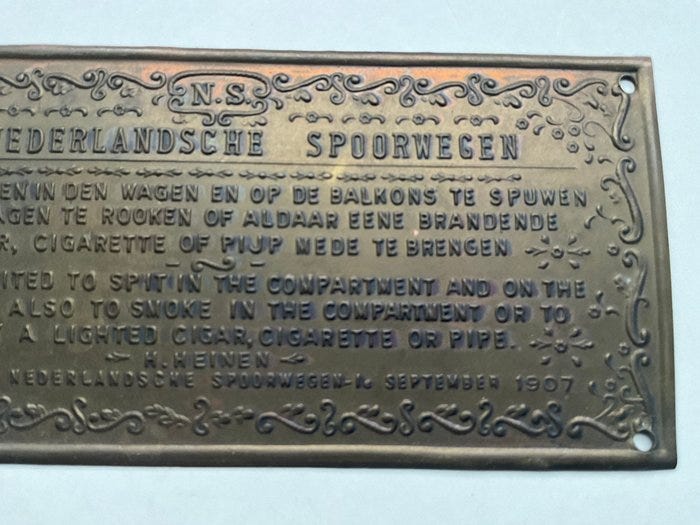 N.S.
NEDERLANDSCHE SPOORWEGEN
EN IN DEN WAGEN EN OP DE BALKONS TE SPUWEN
AGEN TE ROOKEN OF ALDAAR EENE BRANDENDE
R, CIGARETTE OF PIJP MEDE TE BRENGEN
ITED TO SPIT IN THE COMPARTMENT AND ON THE
ALSO TO SMOKE IN THE COMPARTMENT OR TO
A LIGHTED CIGAR, CIGARETTE OR PIPE.
H. HEINEN
NEDERLANDSCHE SPOORWEGEN-1e SEPTEMBER 1907